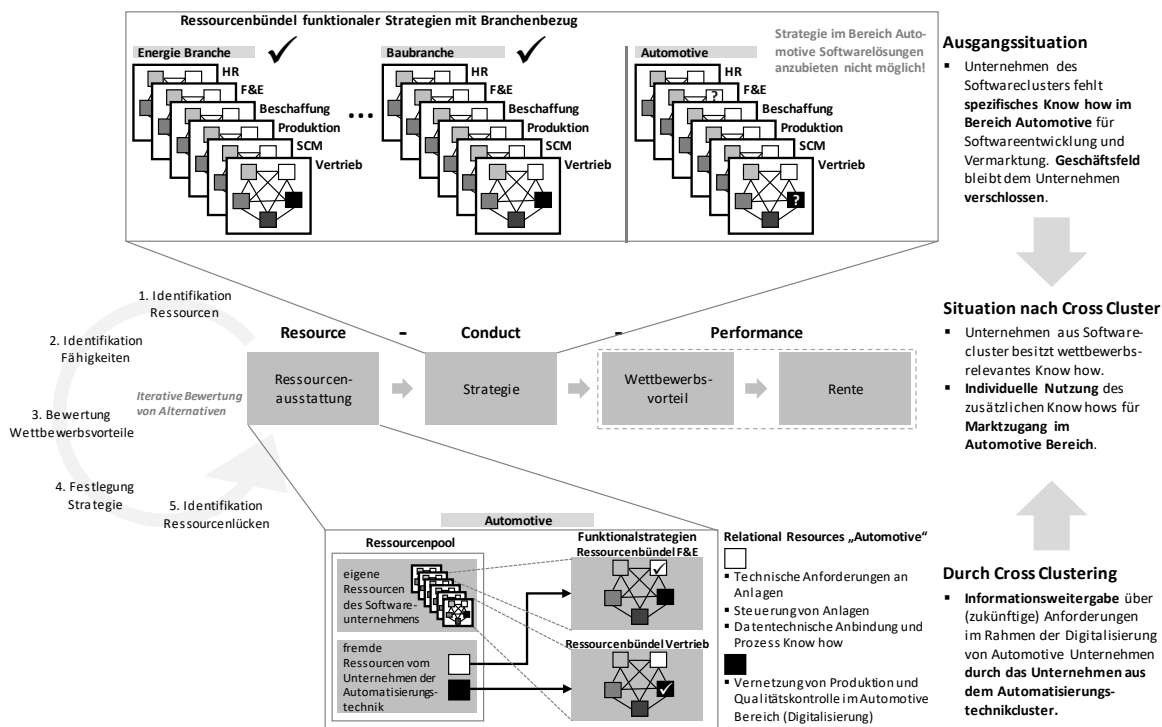 Ressourcenbündel funktionaler Strategien mit Branchenbezug
Energie Branche
HR
F&E
Beschaffung
Produktion
SCM
Vertrieb
...
Baubranche
HR
F&E
Beschaffung
Produktion
SCM
Vertrieb
Strategie im Bereich Auto-
motive Softwarelösungen
anzubieten nicht möglich!
Automotive
HR
F&E
?
Beschaffung
Produktion
SCM
Vertrieb
?
Ausgangssituation
▪ Unternehmen des
Softwareclusters fehlt
spezifisches Know how im
Bereich Automotive für
Softwareentwicklung und
Vermarktung. Geschäftsfeld
bleibt dem Unternehmen
verschlossen.
1. Identifikation
Ressourcen
2. Identifikation
Fähigkeiten
3. Bewertung
Wettbewerbsvorteile
4. Festlegung
Strategie
5. Identifikation
Ressourcenlücken
Iterative Bewertung
von Alternativen
Resource - Conduct - Performance
Ressourcen-
ausstattung
Strategie
Wettbewerbs-
vorteil
Rente
Situation nach Cross Cluster
▪ Unternehmen aus Software-
cluster besitzt wettbewerbs-
relevantes Know how.
▪ Individuelle Nutzung des
zusätzlichen Know hows für
Marktzugang im
Automotive Bereich.
Automotive
Ressourcenpool
eigene
Ressourcen
des Software-
unternehmens
fremde
Ressourcen vom
Unternehmen der
Automatisierungs-
technik
Funktionalstrategien
Ressourcenbündel F&E
Ressourcenbündel Vertrieb
Relational Resources „Automotive“
▪ Technische Anforderungen an
Anlagen
▪ Steuerung von Anlagen
▪ Datentechnische Anbindung und
Prozess Know how
▪ Vernetzung von Produktion und
Qualitätskontrolle im Automotive
Bereich (Digitalisierung)
Durch Cross Clustering
▪ Informationsweitergabe über
(zukünftige) Anforderungen
im Rahmen der Digitalisierung
von Automotive Unternehmen
durch das Unternehmen aus
dem Automatisierungs-
technikcluster.